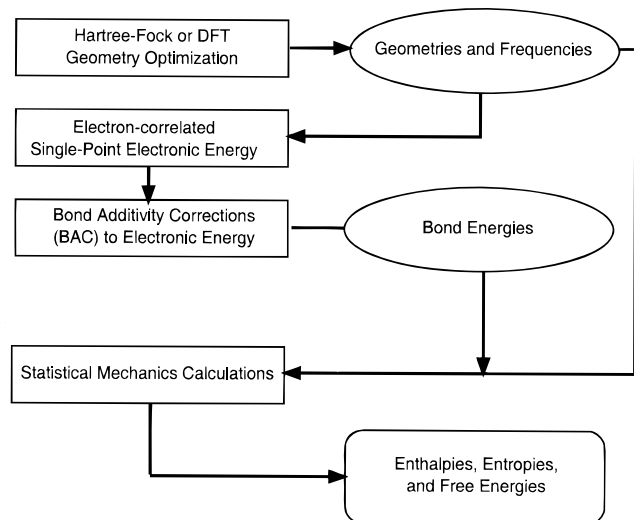 Hartree-Fock or DFT
Geometry Optimization
Geometries and Frequencies
Electron-correlated
Single-Point Electronic Energy
Bond Additivity Corrections
(BAC) to Electronic Energy
Bond Energies
Statistical Mechanics Calculations
Enthalpies, Entropies,
and Free Energies